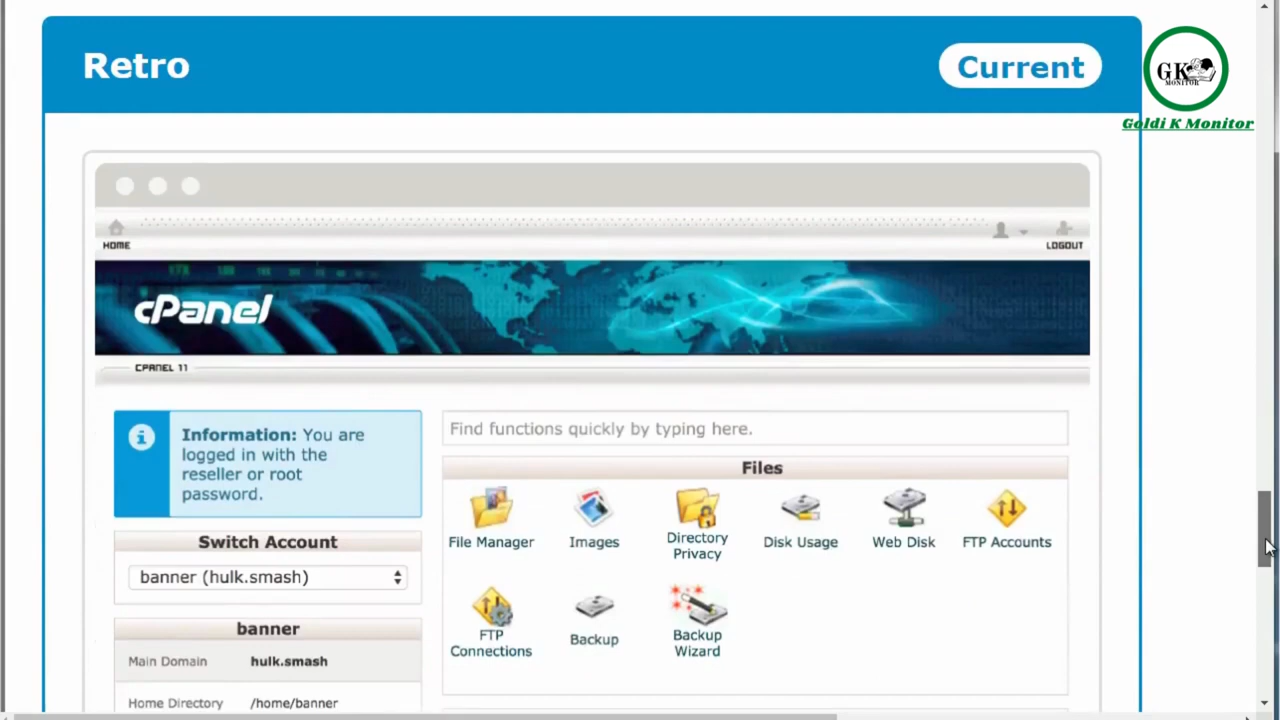 Retro
Current
GK
MONITOR
Goldi K Monitor
HOME
LOGOUT
cPanel
CPANEL 11
Information: You are
logged in with the
reseller or root
password.
Find functions quickly by typing here.
Files
File Manager
Images
Directory
Privacy
Disk Usage
Web Disk
FTP Accounts
Switch Account
banner (hulk.smash)
FTP
Connections
Backup
Backup
Wizard
banner
Main Domain hulk.smash
Home Directory /home/banner